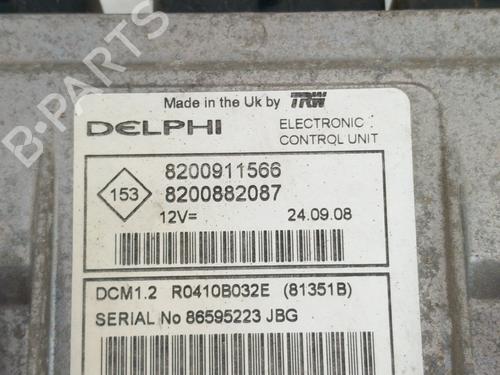 Made in the Uk by TRW
DELPHI ELECTRONIC CONTROL UNIT
153
8200911566
8200882087
12V= 24.09.08
DCM1.2 R0410B032E (81351B)
SERIAL No 86595223 JBG
B-PARTS